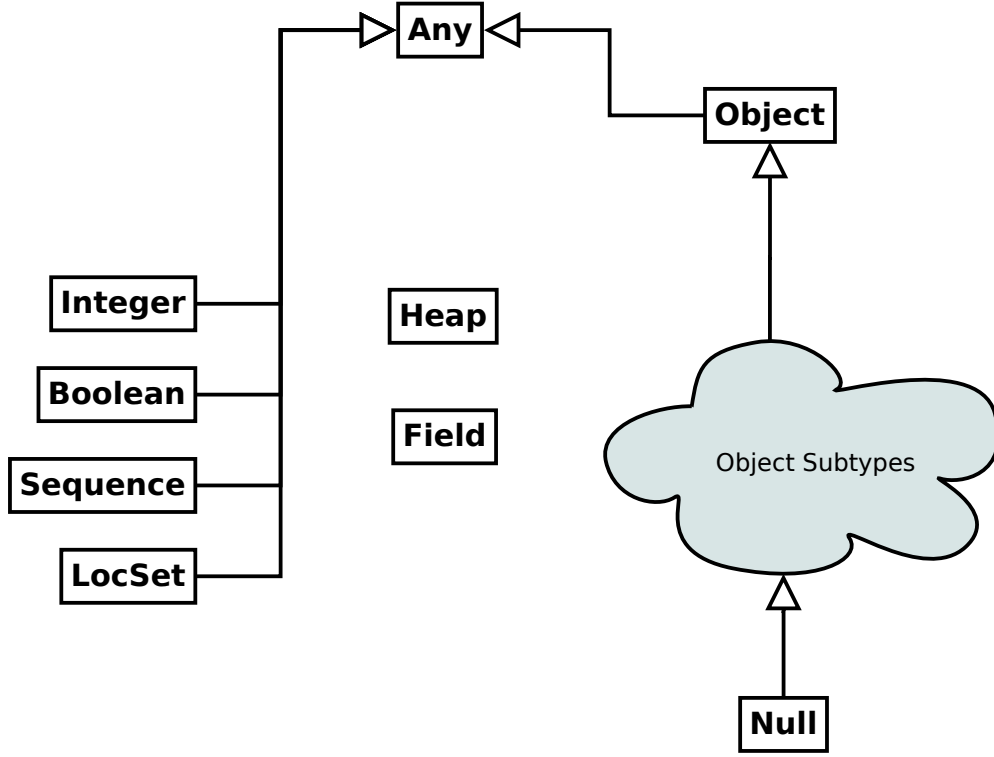 Any
Object
Integer
Heap
Boolean
Field
Object Subtypes
Sequence
LocSet
Null